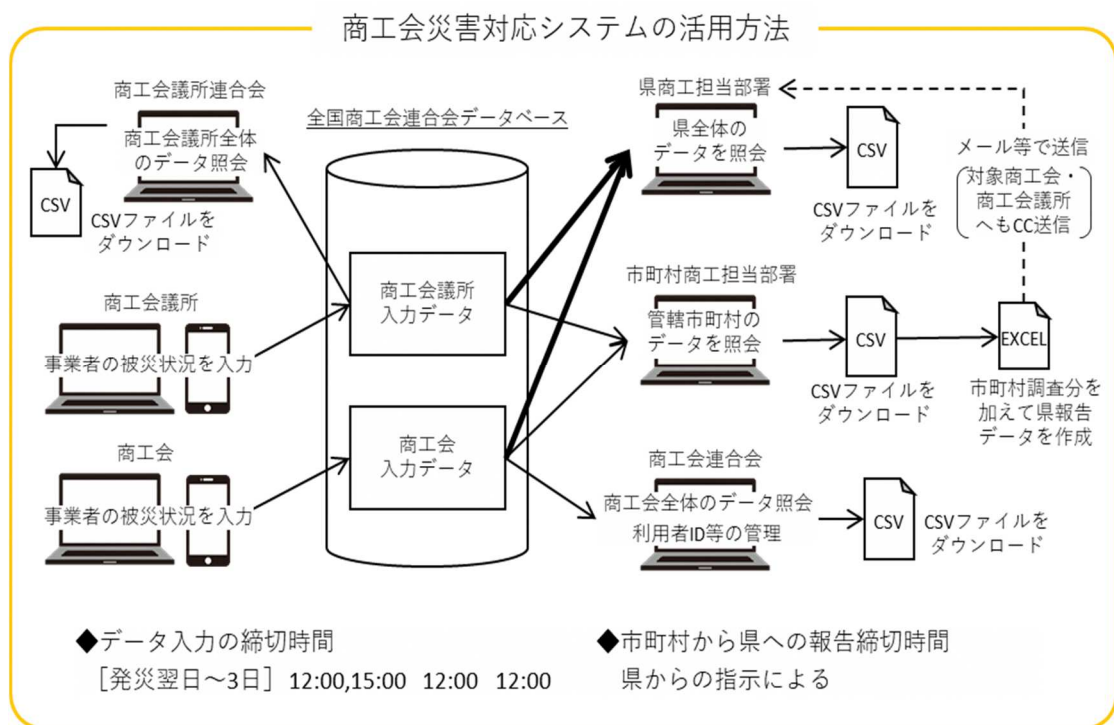 商工会災害対応システムの活用方法
商工会議所連合会
商工会議所全体
のデータ照会
CSV
CSVファイルを
ダウンロード
商工会議所
事業者の被災状況を入力
商工会
事業者の被災状況を入力
全国商工会連合会データベース
商工会議所
入力データ
商工会
入力データ
県商工担当部署
県全体の
データを照会
CSV
CSVファイルを
ダウンロード
メール等で送信
対象商工会・
商工会議所
へもCC送信
市町村商工担当部署
管轄市町村の
データを照会
CSV
CSVファイルを
ダウンロード
EXCEL
市町村調査分を
加えて県報告
データを作成
商工会連合会
商工会全体のデータ照会
利用者ID等の管理
CSV
CSVファイルを
ダウンロード
◆データ入力の締切時間
［発災翌日～3日］ 12:00,15:00 12:00 12:00
◆市町村から県への報告締切時間
県からの指示による